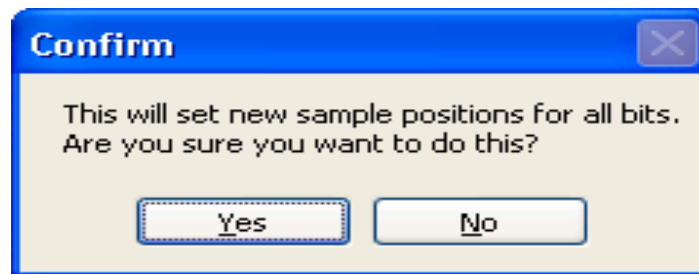 Confirm
This will set new sample positions for all bits.
Are you sure you want to do this?
Yes No